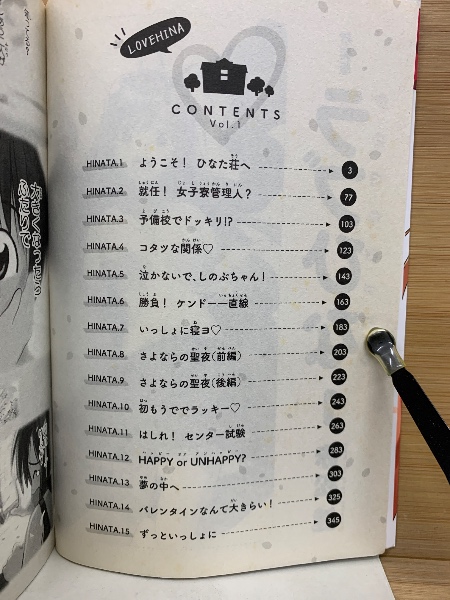 LOVEHINA
CONTENTS
Vol.1
HINATA.1 ようこそ! ひなた荘へ 3
HINATA.2 就任! 女子寮管理人? 77
HINATA.3 予備校でドッキリ!? 103
HINATA.4 コタツな関係♡ 123
HINATA.5 泣かないで、しのぶちゃん! 143
HINATA.6 勝負! ケンドー一直線 163
HINATA.7 いっしょに寝ヨ♡ 183
HINATA.8 さよならの聖夜(前編) 203
HINATA.9 さよならの聖夜(後編) 223
HINATA.10 初もうででラッキー♡ 243
HINATA.11 はしれ! センター試験 263
HINATA.12 HAPPY or UNHAPPY? 283
HINATA.13 夢の中へ 303
HINATA.14 バレンタインなんて大きらい! 325
HINATA.15 ずっといっしょに 345